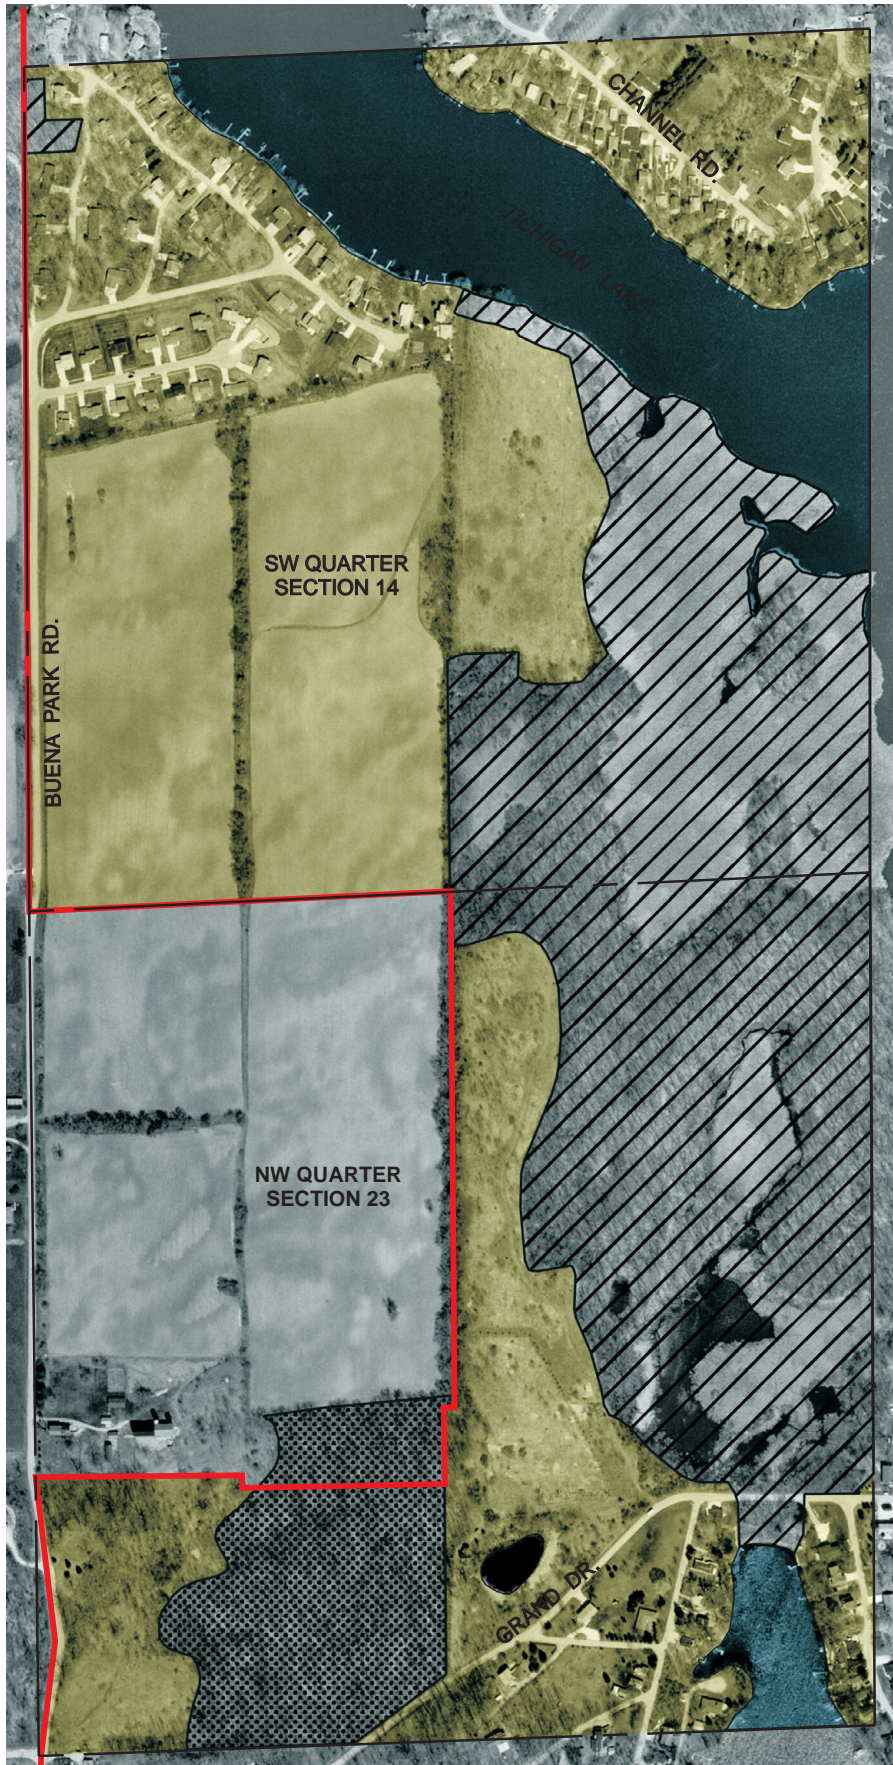 CHANNEL RD.
TICHIGAN LAKE
SW QUARTER
SECTION 14
BUENA PARK RD.
NW QUARTER
SECTION 23
GRAND DR.